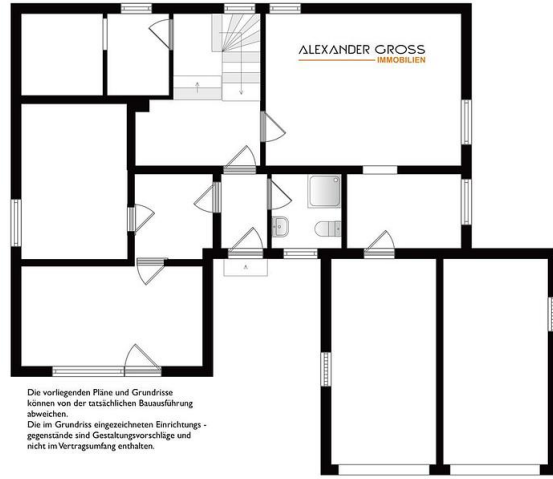 ALEXANDER GROSS
IMMOBILIEN
Die vorliegenden Pläne und Grundrisse
können von der tatsächlichen Bauausführung
abweichen.
Die im Grundriss eingezeichneten Einrichtungs -
gegenstände sind Gestaltungsvorschläge und
nicht im Vertragsumfang enthalten.